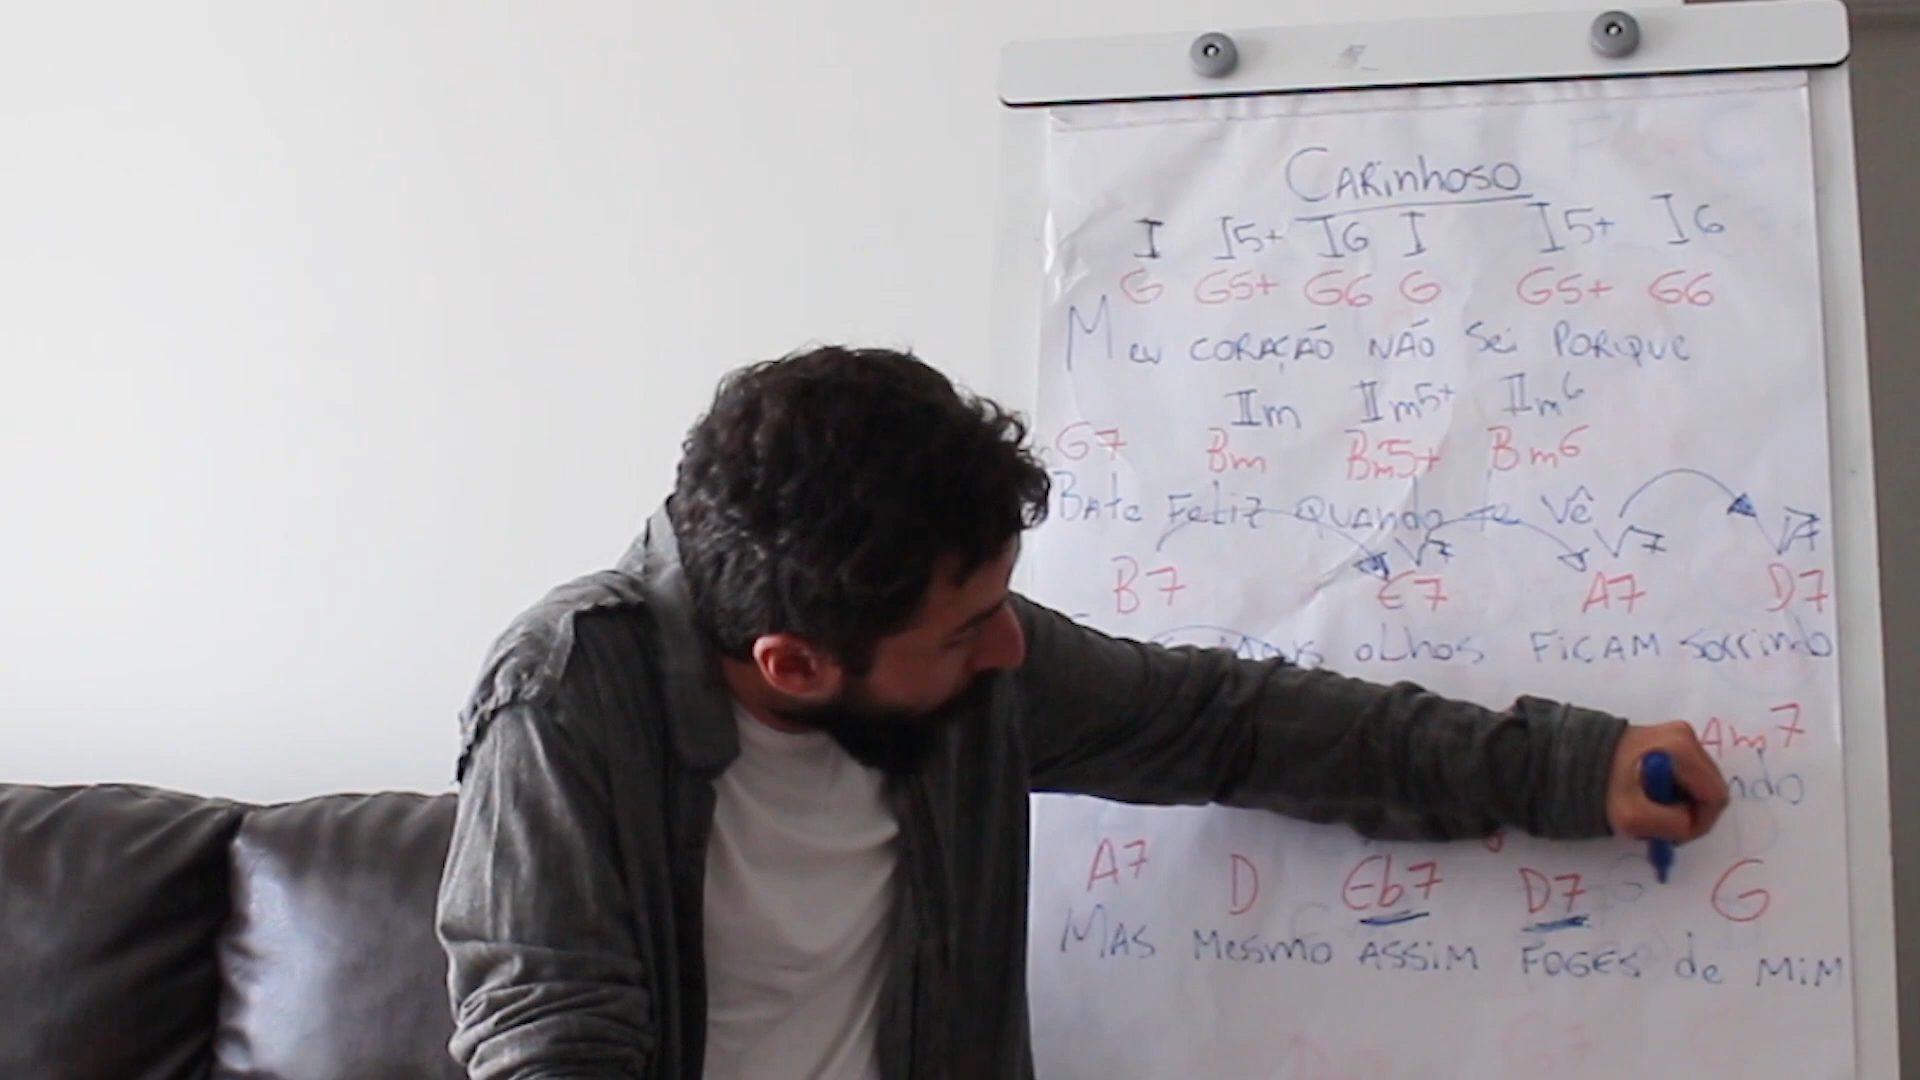 CARinhoso
I I5+ I6 I I5+ I6
G G5+ G6 G G5+ G6
Meu CORAÇÃO NÃO Sei PORQUE
IIm IIm5+ IIm6
G7 Bm Bm5+ Bm6
BAte Feliz QUANDO te Vê
V7 V7 V7
B7 E7 A7 D7
Meus oLhos FiCAM Sorrindo
Am7
ndo
A7 D Eb7 D7 G
MAS Mesmo ASSiM FOGES de MiM